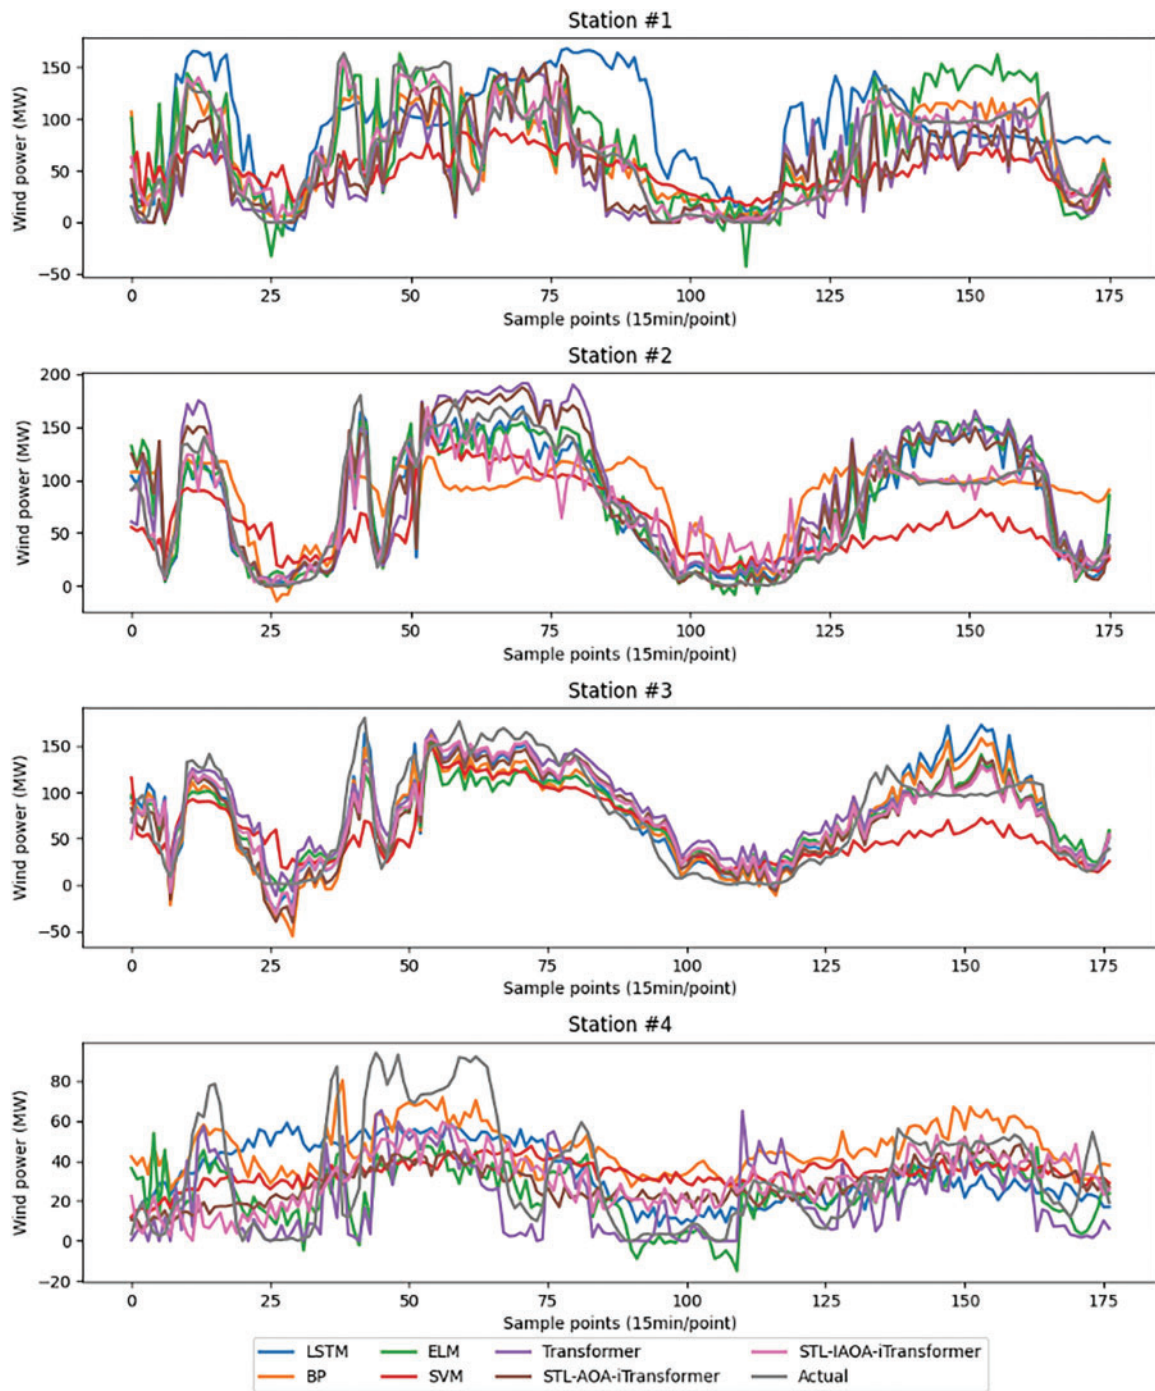 Station #1
Wind power (MW)
150
100
50
0
−50
0 25 50 75 100 125 150 175
Sample points (15min/point)
Station #2
Wind power (MW)
200
150
100
50
0
0 25 50 75 100 125 150 175
Sample points (15min/point)
Station #3
Wind power (MW)
150
100
50
0
−50
0 25 50 75 100 125 150 175
Sample points (15min/point)
Station #4
Wind power (MW)
80
60
40
20
0
−20
0 25 50 75 100 125 150 175
Sample points (15min/point)
LSTM ELM Transformer STL-IAOA-iTransformer
BP SVM STL-AOA-iTransformer Actual